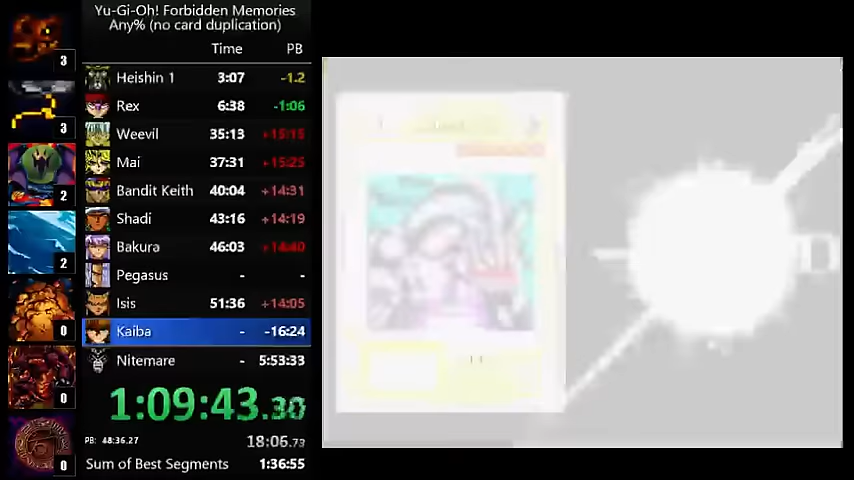 Yu-Gi-Oh! Forbidden Memories
Any% (no card duplication)
Time PB
Heishin 1 3:07 -1.2
Rex 6:38 -1:06
Weevil 35:13 +15:15
Mai 37:31 +15:25
Bandit Keith 40:04 +14:31
Shadi 43:16 +14:19
Bakura 46:03 +14:40
Pegasus - -
Isis 51:36 +14:05
Kaiba - -16:24
Nitemare - 5:53:33
1:09:43.30
PB: 48:36.27 18:06.73
Sum of Best Segments 1:36:55
3
3
2
2
0
0
0